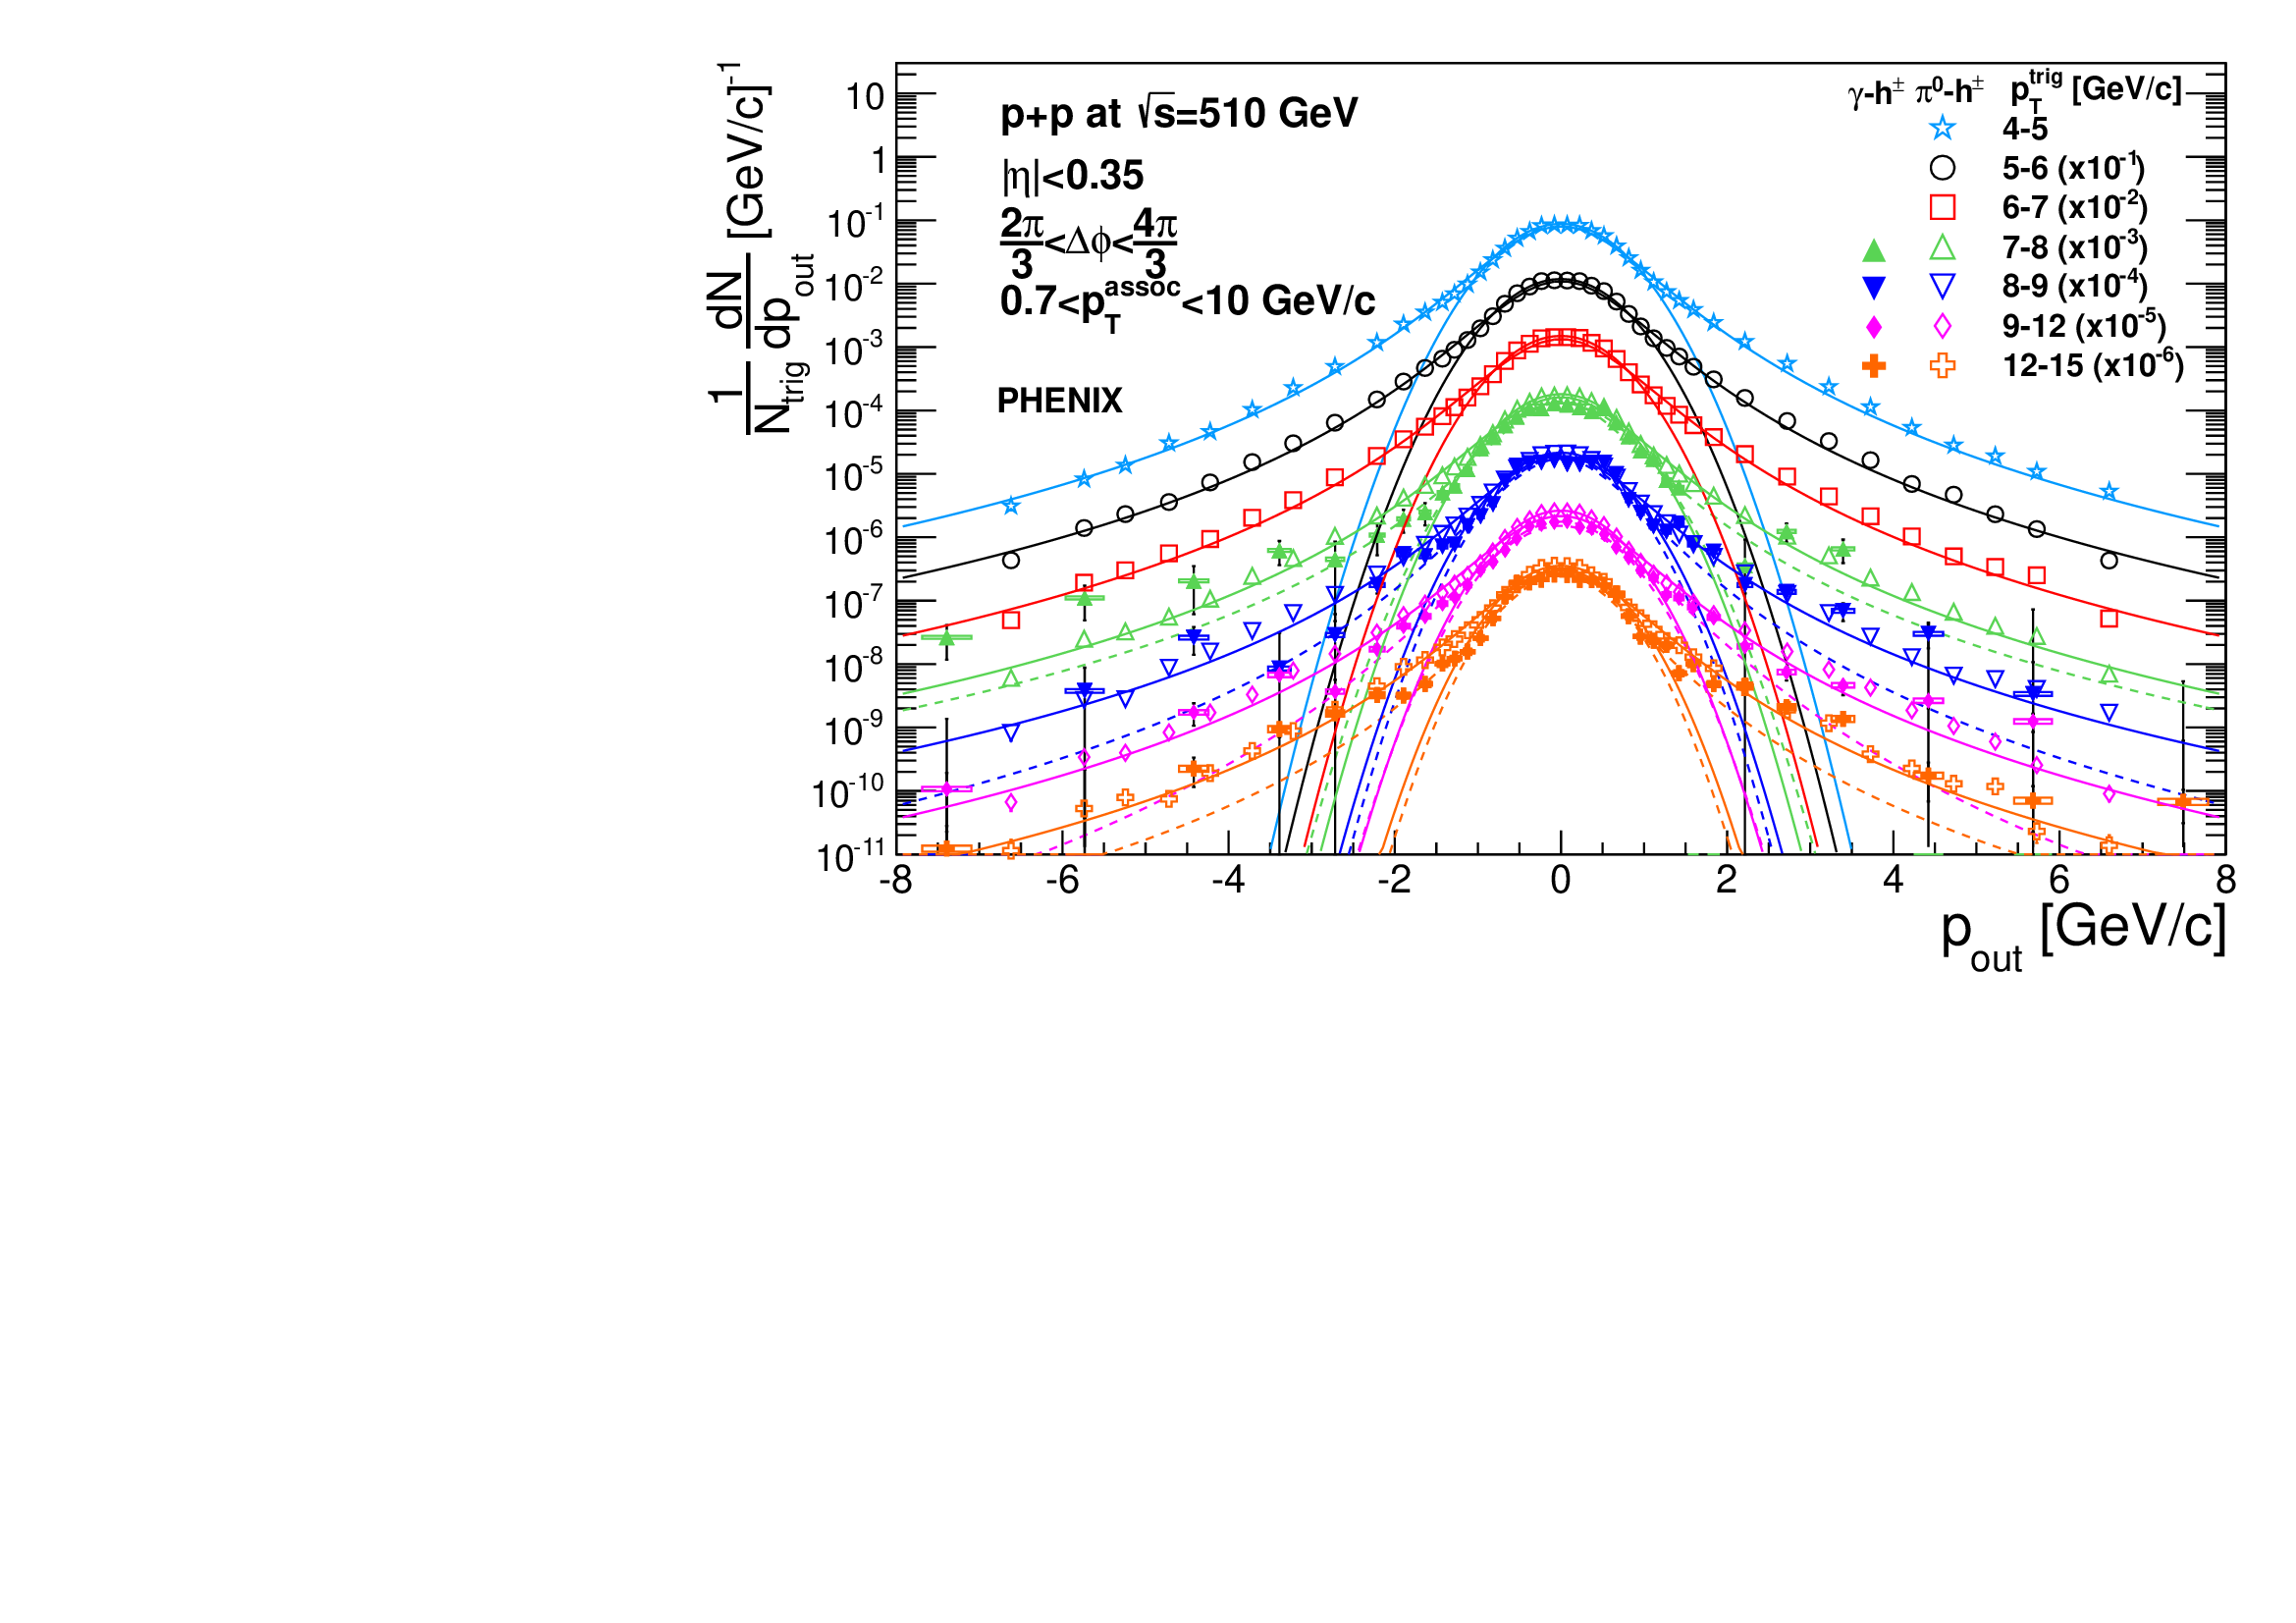 1/N_trig dN/dp_out [GeV/c]^-1
10
1
10^-1
10^-2
10^-3
10^-4
10^-5
10^-6
10^-7
10^-8
10^-9
10^-10
10^-11
p+p at √s=510 GeV
|η|<0.35
2π/3<Δϕ<4π/3
0.7<p_T^assoc<10 GeV/c
PHENIX
γ-h^± π^0-h^± p_T^trig [GeV/c]
4-5
5-6 (x10^-1)
6-7 (x10^-2)
7-8 (x10^-3)
8-9 (x10^-4)
9-12 (x10^-5)
12-15 (x10^-6)
-8 -6 -4 -2 0 2 4 6 8
p_out [GeV/c]